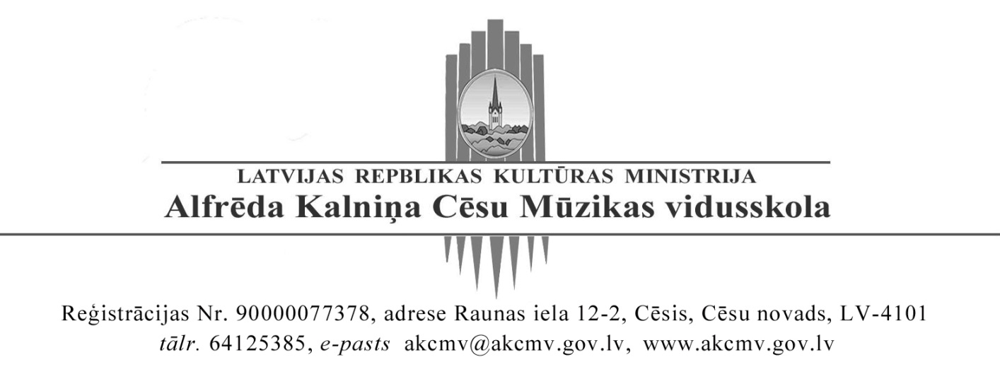 LATVIJAS REPBLIKAS KULTŪRAS MINISTRIJA
Alfrēda Kalniņa Cēsu Mūzikas vidusskola
Reģistrācijas Nr. 90000077378, adrese Raunas iela 12-2, Cēsis, Cēsu novads, LV-4101
tālr. 64125385, e-pasts akcmv@akcmv.gov.lv, www.akcmv.gov.lv